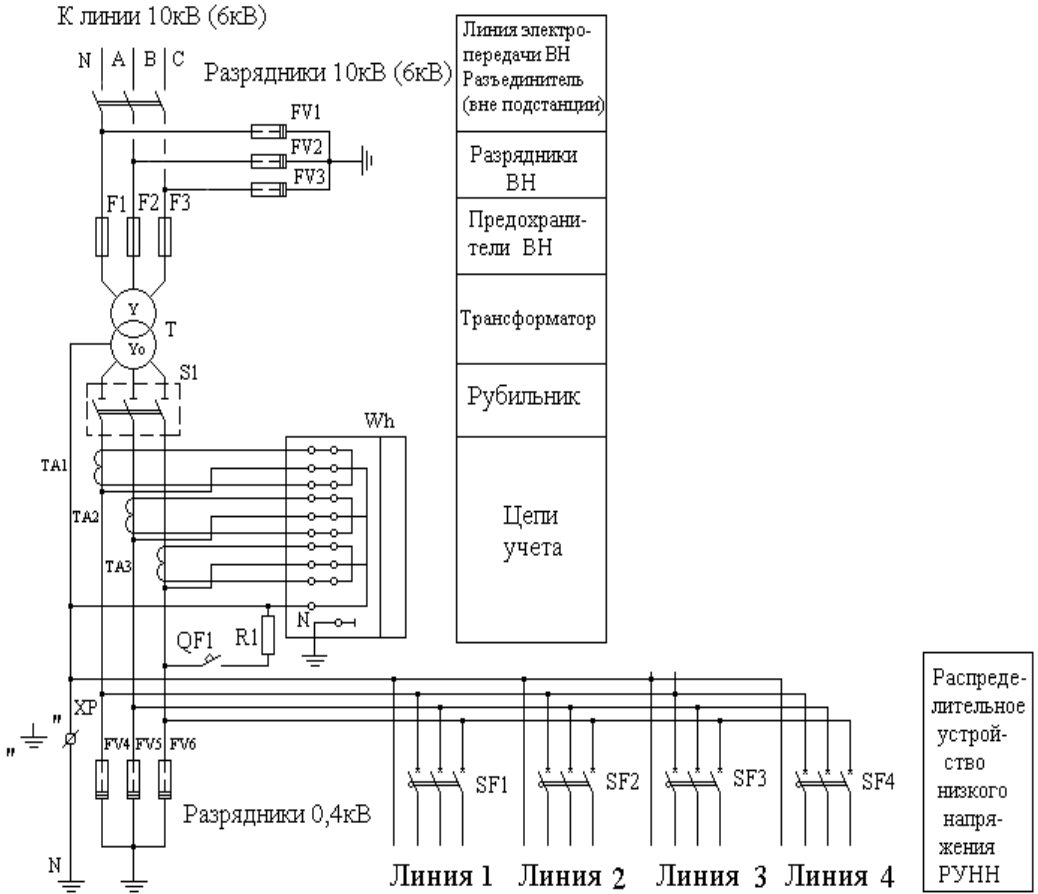 К линии 10кВ (6кВ)
N A B C
Разрядники 10кВ (6кВ)
FV1
FV2
FV3
F1 F2 F3
Y
Yo
T
S1
Wh
TA1
TA2
TA3
N
QF1
R1
XP
" "
FV4 FV5 FV6
Разрядники 0,4кВ
N
SF1
SF2
SF3
SF4
Линия 1
Линия 2
Линия 3
Линия 4
Линия электро-
передачи ВН
Разъединитель
(вне подстанции)
Разрядники
ВН
Предохрани-
тели ВН
Трансформатор
Рубильник
Цепи
учета
Распреде-
лительное
устрой-
ство
низкого
напря-
жения
РУНН